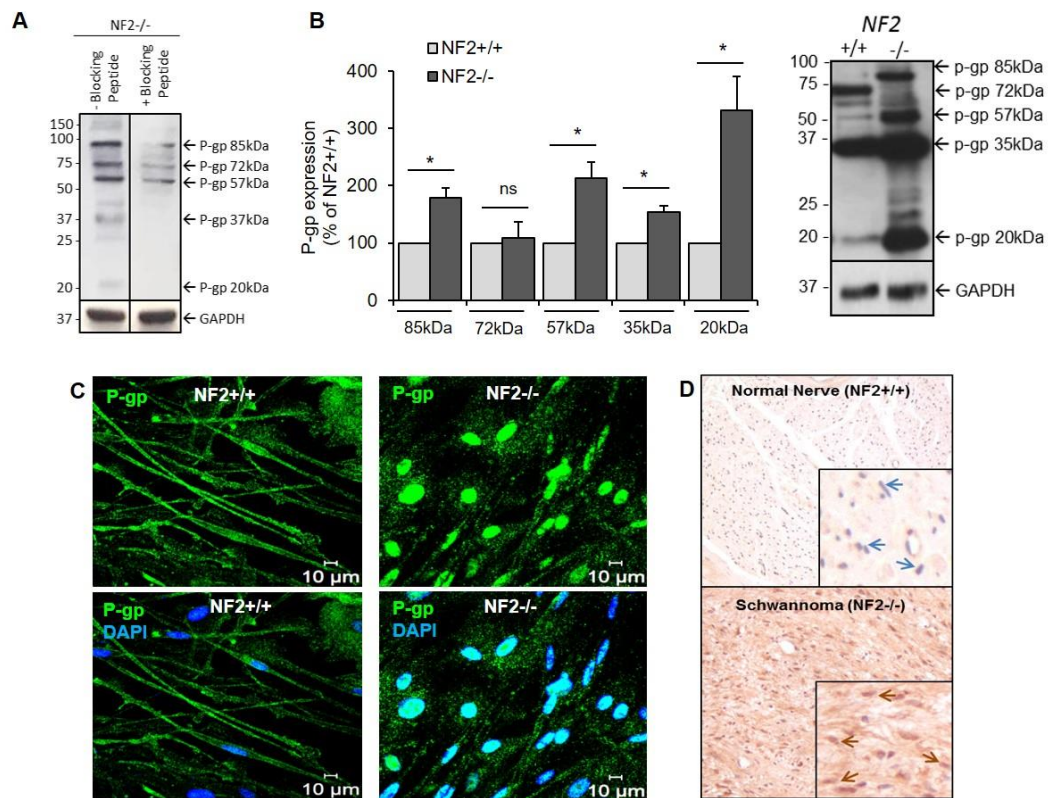 A
NF2-/-
- Blocking
Peptide
+ Blocking
Peptide
150
100
75
50
37
25
20
37
P-gp 85kDa
P-gp 72kDa
P-gp 57kDa
P-gp 37kDa
P-gp 20kDa
GAPDH
B
NF2+/+
NF2-/-
P-gp expression
(% of NF2+/+)
400
300
200
100
0
*
ns
*
*
*
85kDa
72kDa
57kDa
35kDa
20kDa
NF2
+/+ -/-
100
75
50
37
25
20
37
p-gp 85kDa
p-gp 72kDa
p-gp 57kDa
p-gp 35kDa
p-gp 20kDa
GAPDH
C
P-gp NF2+/+
10 µm
P-gp NF2-/-
10 µm
P-gp NF2+/+
DAPI
10 µm
P-gp NF2-/-
DAPI
10 µm
D
Normal Nerve (NF2+/+)
Schwannoma (NF2-/-)